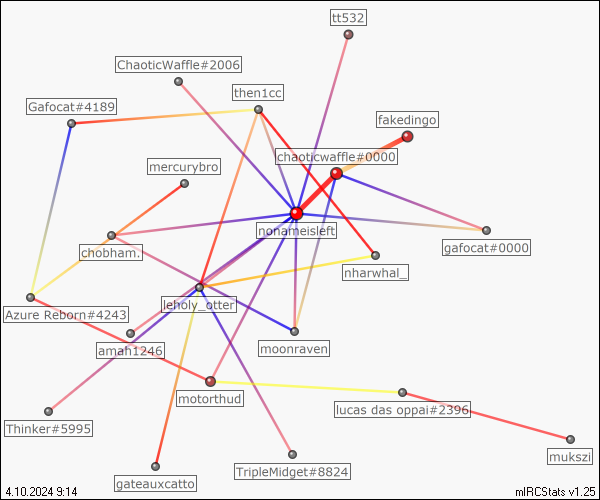 tt532
ChaoticWaffle#2006
then1cc
Gafocat#4189
fakedingo
chaoticwaffle#0000
mercurybro
nonameisleft
chobham.
gafocat#0000
nharwhal_
leholy_otter
Azure Reborn#4243
amah1246
moonraven
motorthud
lucas das oppai#2396
Thinker#5995
mukszi
TripleMidget#8824
gateauxcatto
4.10.2024 9:14
mIRCStats v1.25